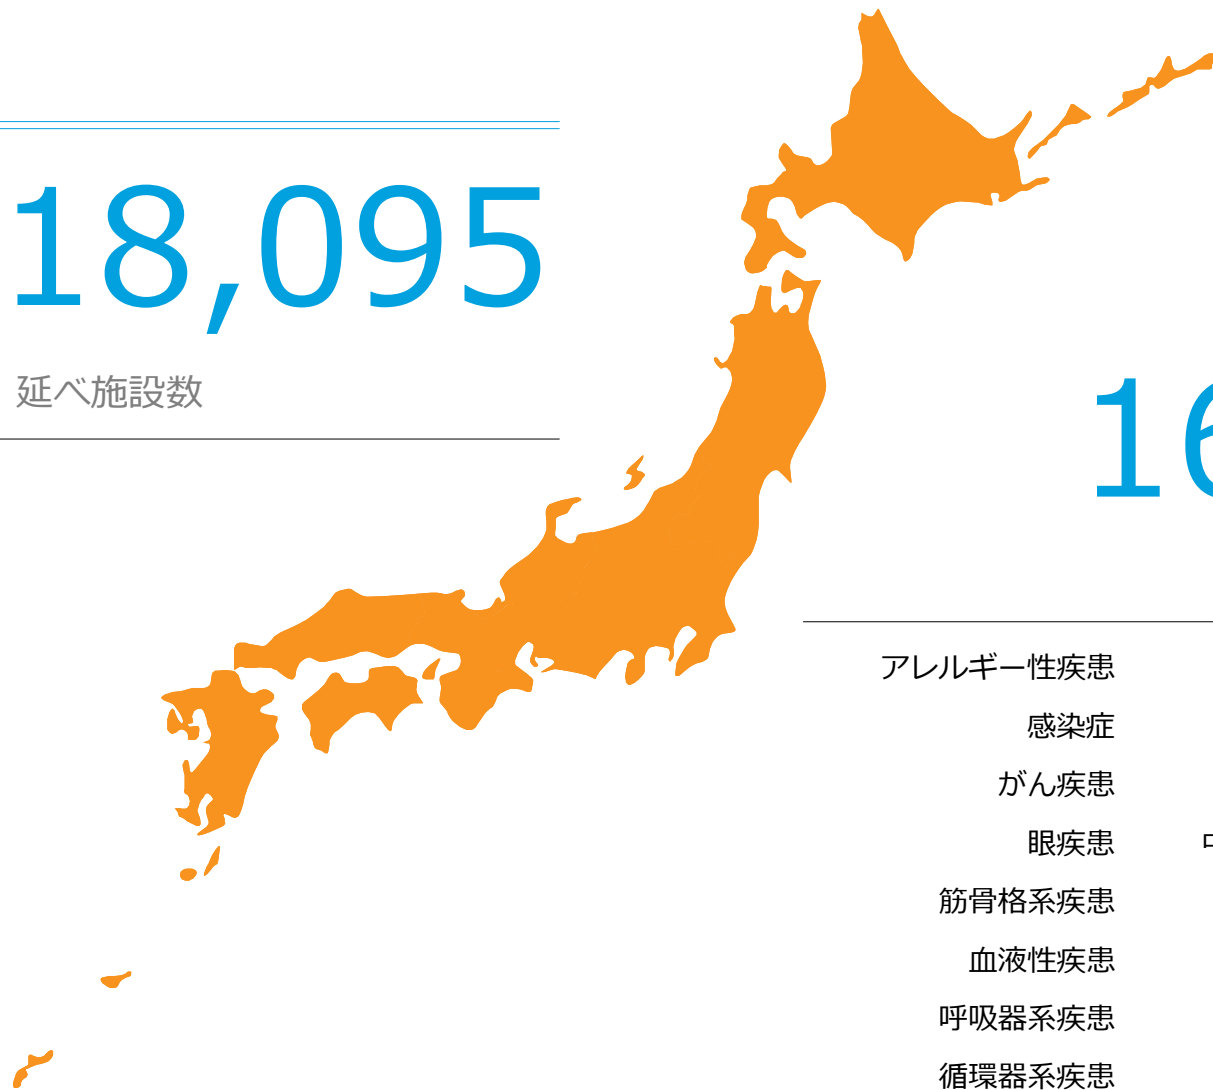 18,095
延べ施設数
16
アレルギー性疾患
感染症
がん疾患
眼疾患
筋骨格系疾患
血液性疾患
呼吸器系疾患
循環器系疾患